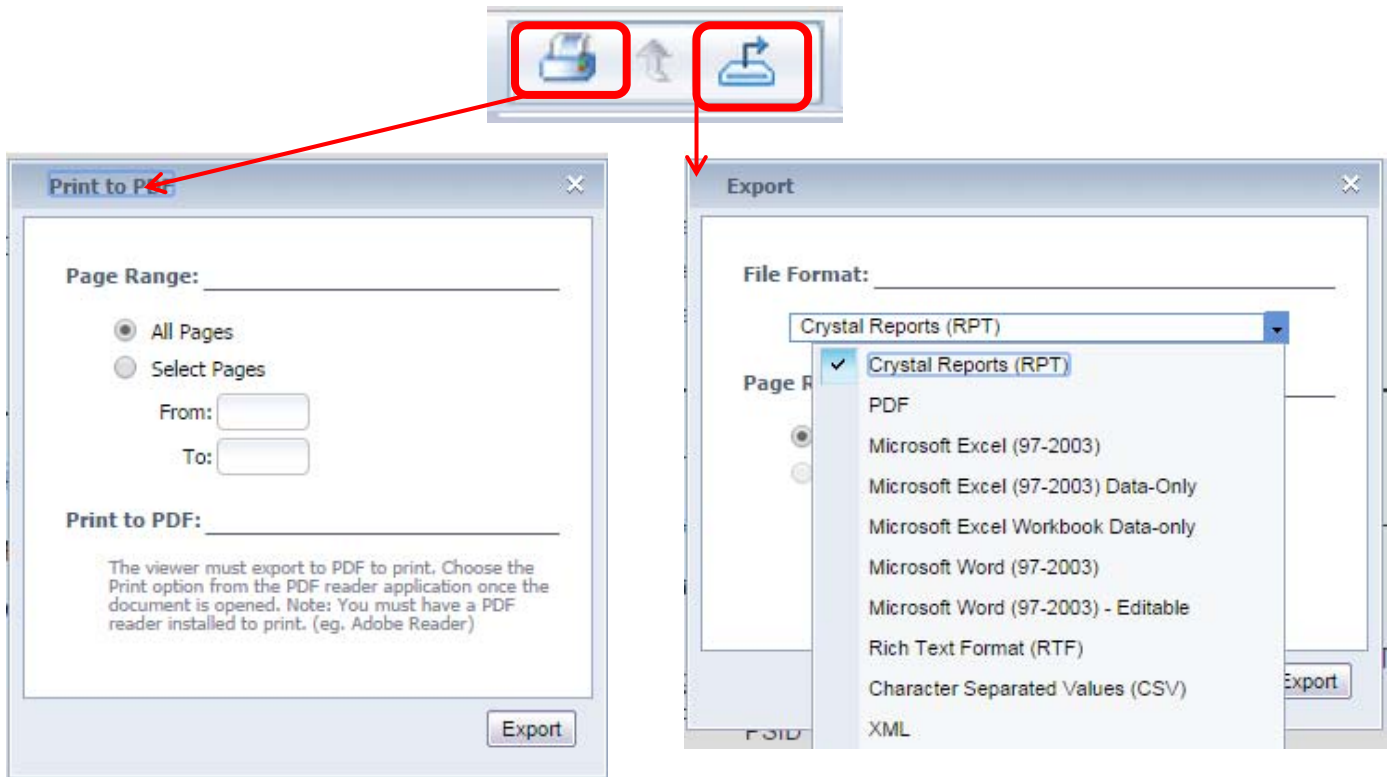 Print to PDF
Page Range:
All Pages
Select Pages
From:
To:
Print to PDF:
The viewer must export to PDF to print. Choose the
Print option from the PDF reader application once the
document is opened. Note: You must have a PDF
reader installed to print. (eg. Adobe Reader)
Export
Export
File Format:
Crystal Reports (RPT)
Crystal Reports (RPT)
Page R
PDF
Microsoft Excel (97-2003)
Microsoft Excel (97-2003) Data-Only
Microsoft Excel Workbook Data-only
Microsoft Word (97-2003)
Microsoft Word (97-2003) - Editable
Rich Text Format (RTF)
Character Separated Values (CSV)
Export
XML